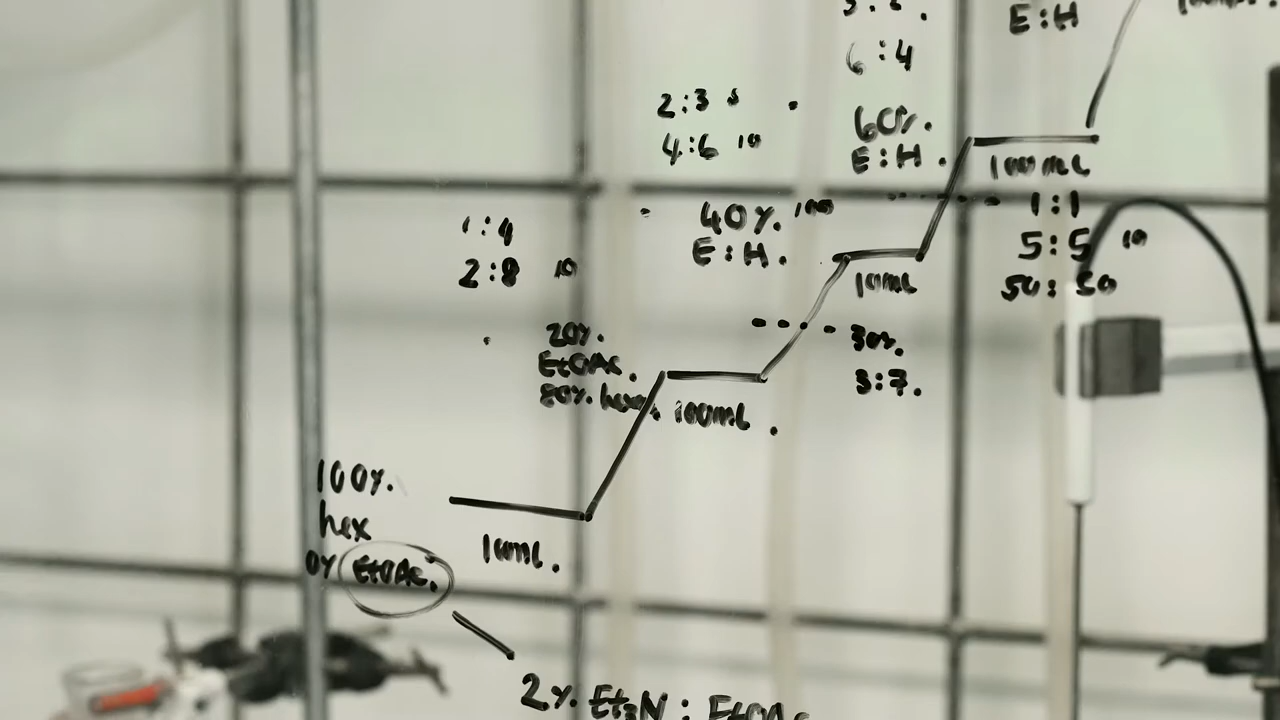 E:H
6:4
2:3
4:6 10
60%.
E:H.
100mL
1:1
5:5 10
50:50
1:4
2:8 10
40%. 100
E:H.
10mL
30%.
3:7.
20%.
EtOAc.
80%. hex
100mL
100%.
hex
0% EtOAc.
10mL.
2%. Et3N : EtOAc